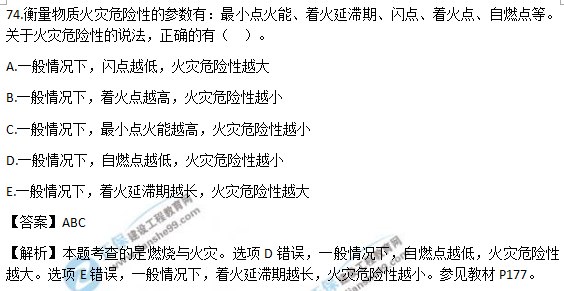 74.衡量物质火灾危险性的参数有：最小点火能、着火延滞期、闪点、着火点、自燃点等。
关于火灾危险性的说法，正确的有（　）。
A.一般情况下，闪点越低，火灾危险性越大
B.一般情况下，着火点越高，火灾危险性越小
C.一般情况下，最小点火能越高，火灾危险性越小
D.一般情况下，自燃点越低，火灾危险性越小
E.一般情况下，着火延滞期越长，火灾危险性越大
【答案】ABC
【解析】本题考查的是燃烧与火灾。选项 D 错误，一般情况下，自燃点越低，火灾危险性
越大。选项 E 错误，一般情况下，着火延滞期越长，火灾危险性越小。参见教材 P177。
建设工程教育网